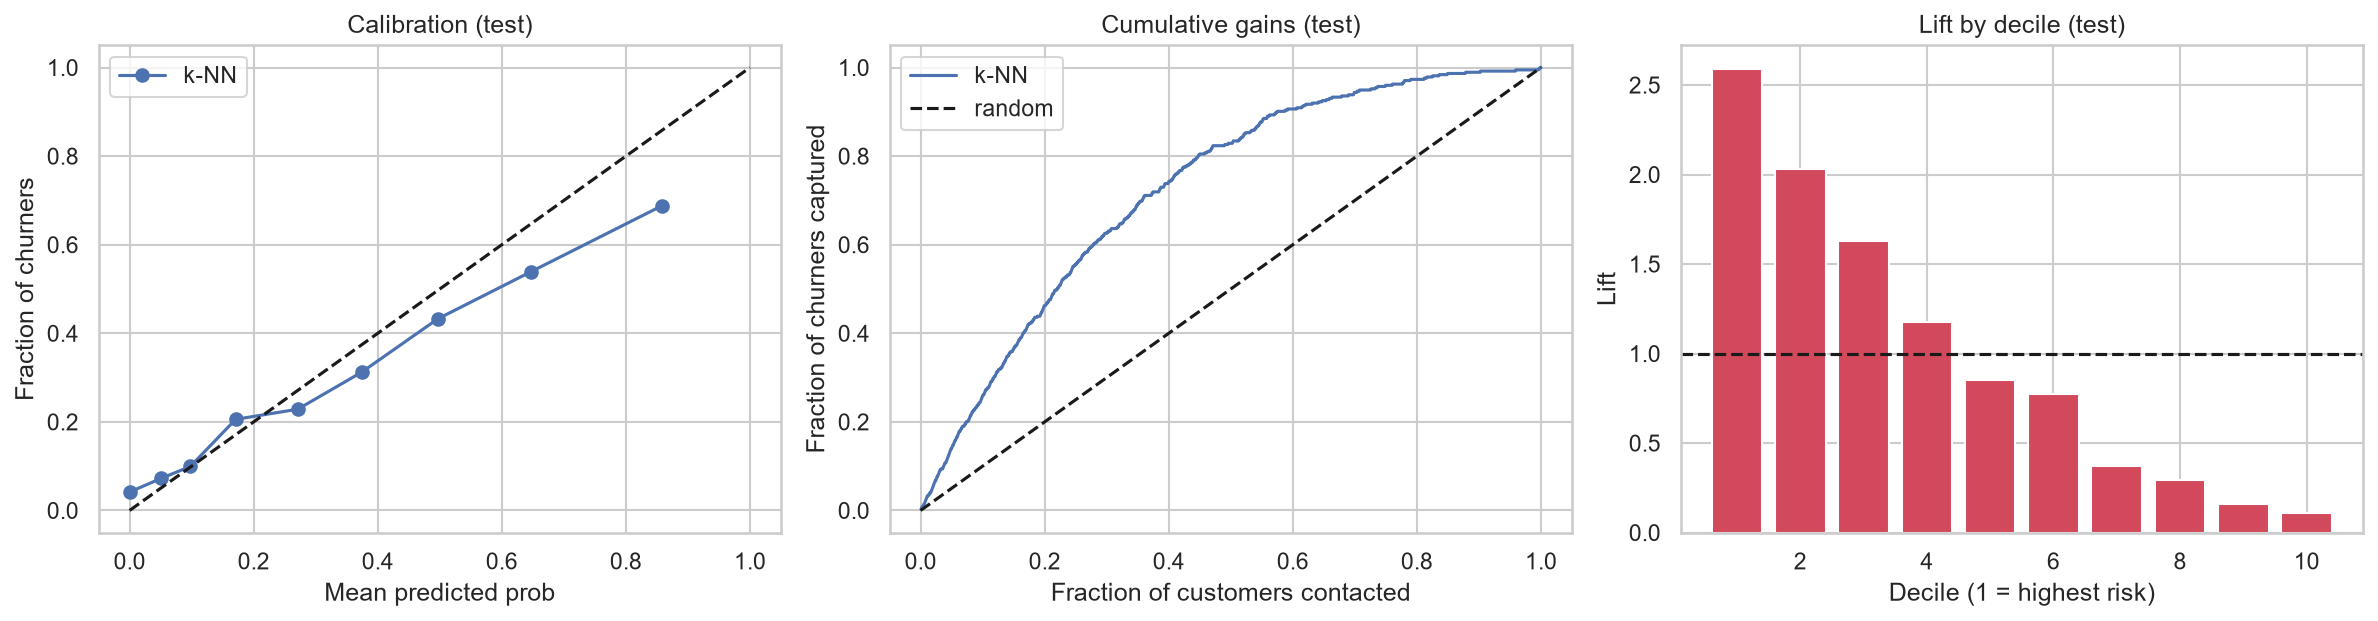 Calibration (test)
k-NN
1.0
0.8
0.6
0.4
0.2
0.0
Fraction of churners
0.0 0.2 0.4 0.6 0.8 1.0
Mean predicted prob
Cumulative gains (test)
k-NN
random
1.0
0.8
0.6
0.4
0.2
0.0
Fraction of churners captured
0.0 0.2 0.4 0.6 0.8 1.0
Fraction of customers contacted
Lift by decile (test)
2.5
2.0
1.5
1.0
0.5
0.0
Lift
2 4 6 8 10
Decile (1 = highest risk)